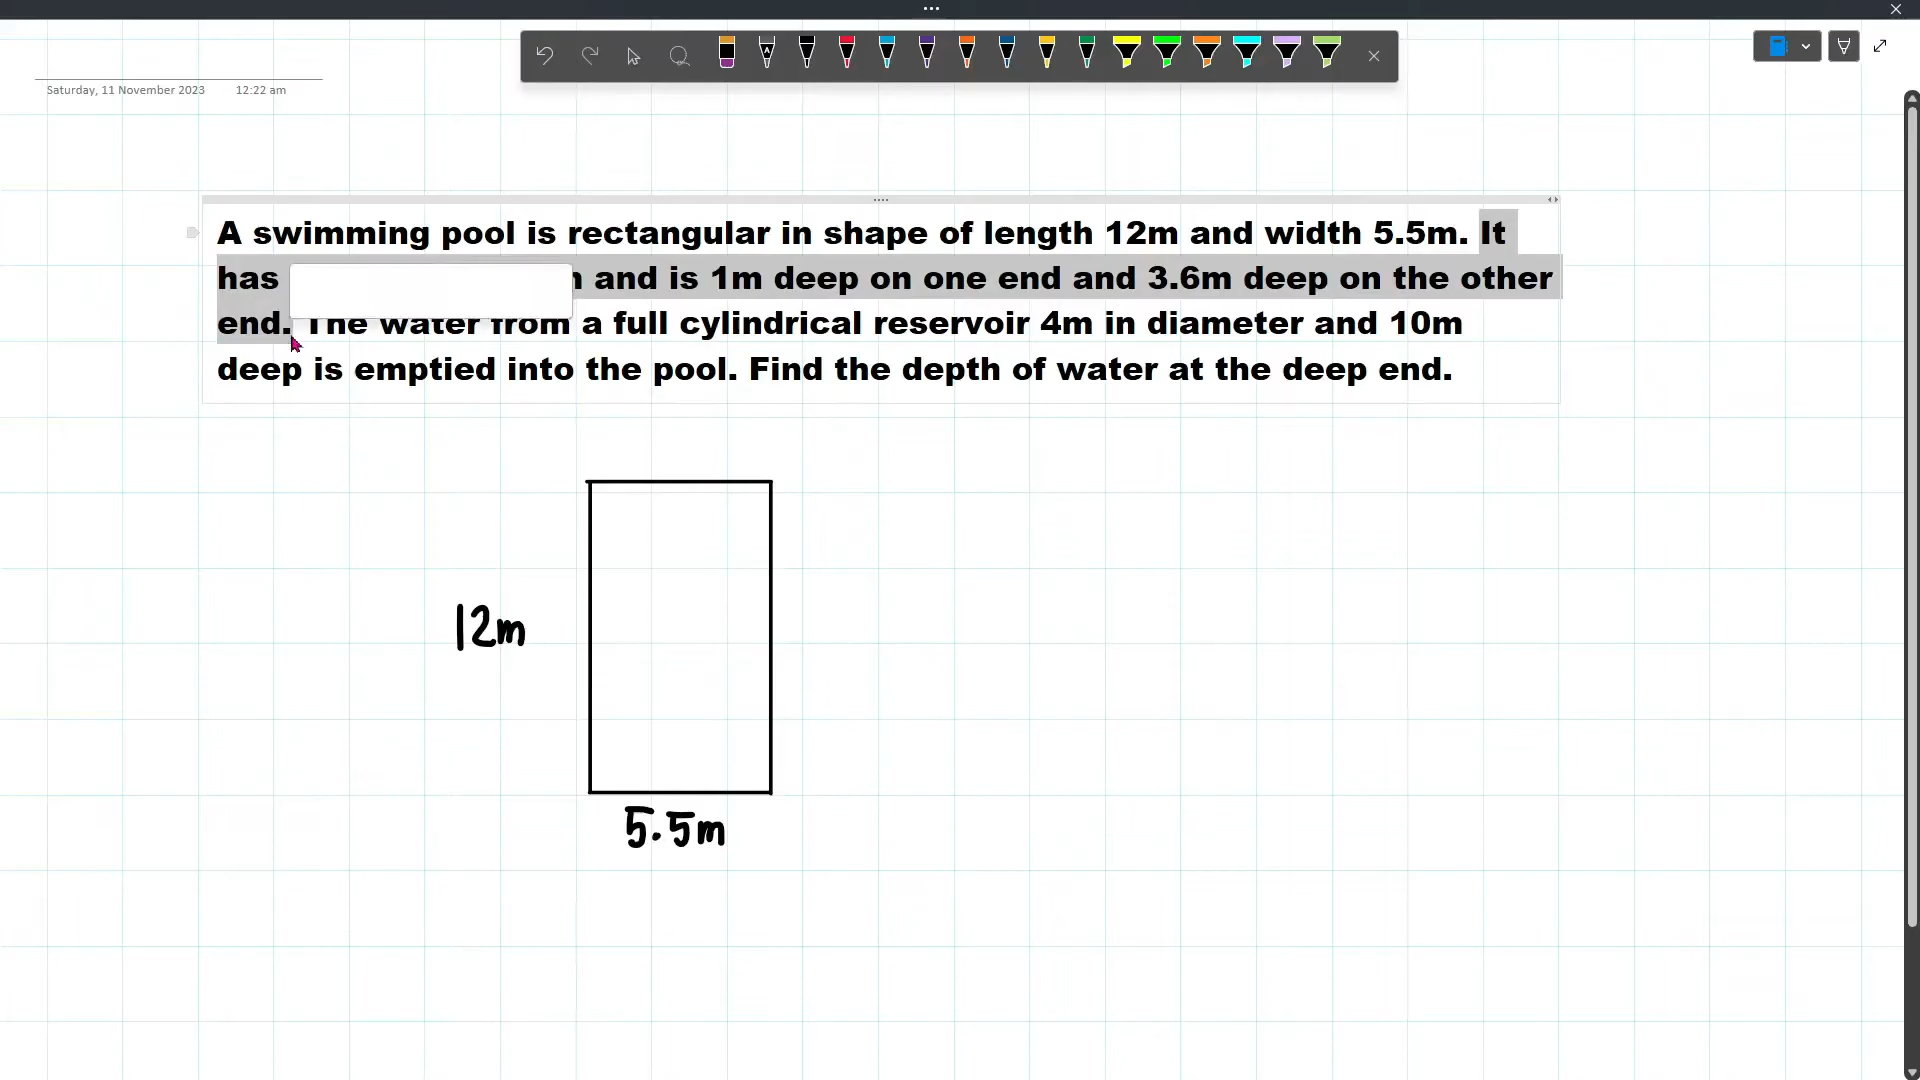 Saturday, 11 November 2023 12:22 am
A swimming pool is rectangular in shape of length 12m and width 5.5m. It
has and is 1m deep on one end and 3.6m deep on the other
end. The water from a full cylindrical reservoir 4m in diameter and 10m
deep is emptied into the pool. Find the depth of water at the deep end.
12m
5.5m